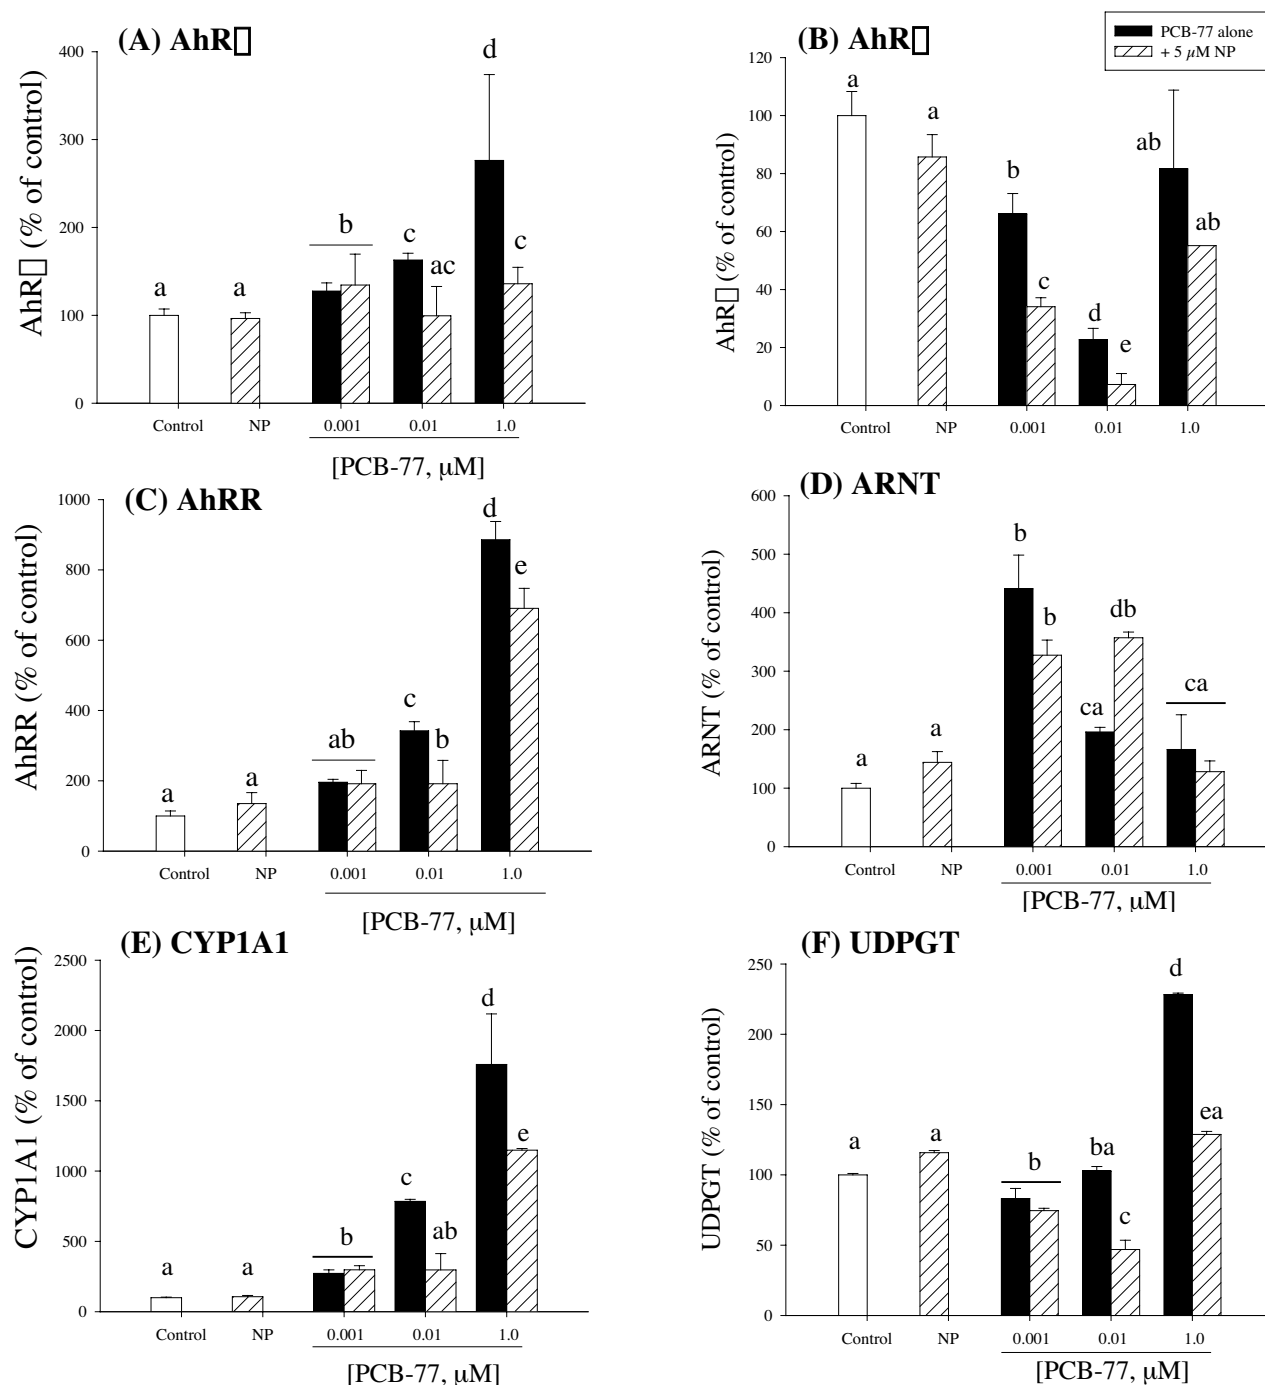 (A) AhR▯
AhR▯ (% of control)
400
300
200
100
0
a
a
b
c
ac
d
c
Control
NP
0.001
0.01
1.0
[PCB-77, μM]
(B) AhR▯
PCB-77 alone
+ 5 μM NP
AhR▯ (% of control)
120
100
80
60
40
20
0
a
a
b
c
d
e
ab
ab
Control
NP
0.001
0.01
1.0
(C) AhRR
AhRR (% of control)
1000
800
600
400
200
0
a
a
ab
c
b
d
e
Control
NP
0.001
0.01
1.0
[PCB-77, μM]
(D) ARNT
ARNT (% of control)
600
500
400
300
200
100
0
a
a
b
b
ca
db
ca
Control
NP
0.001
0.01
1.0
[PCB-77, μM]
(E) CYP1A1
CYP1A1 (% of control)
2500
2000
1500
1000
500
0
a
a
b
c
ab
d
e
Control
NP
0.001
0.01
1.0
[PCB-77, μM]
(F) UDPGT
UDPGT (% of control)
250
200
150
100
50
0
a
a
b
ba
c
d
ea
Control
NP
0.001
0.01
1.0
[PCB-77, μM]